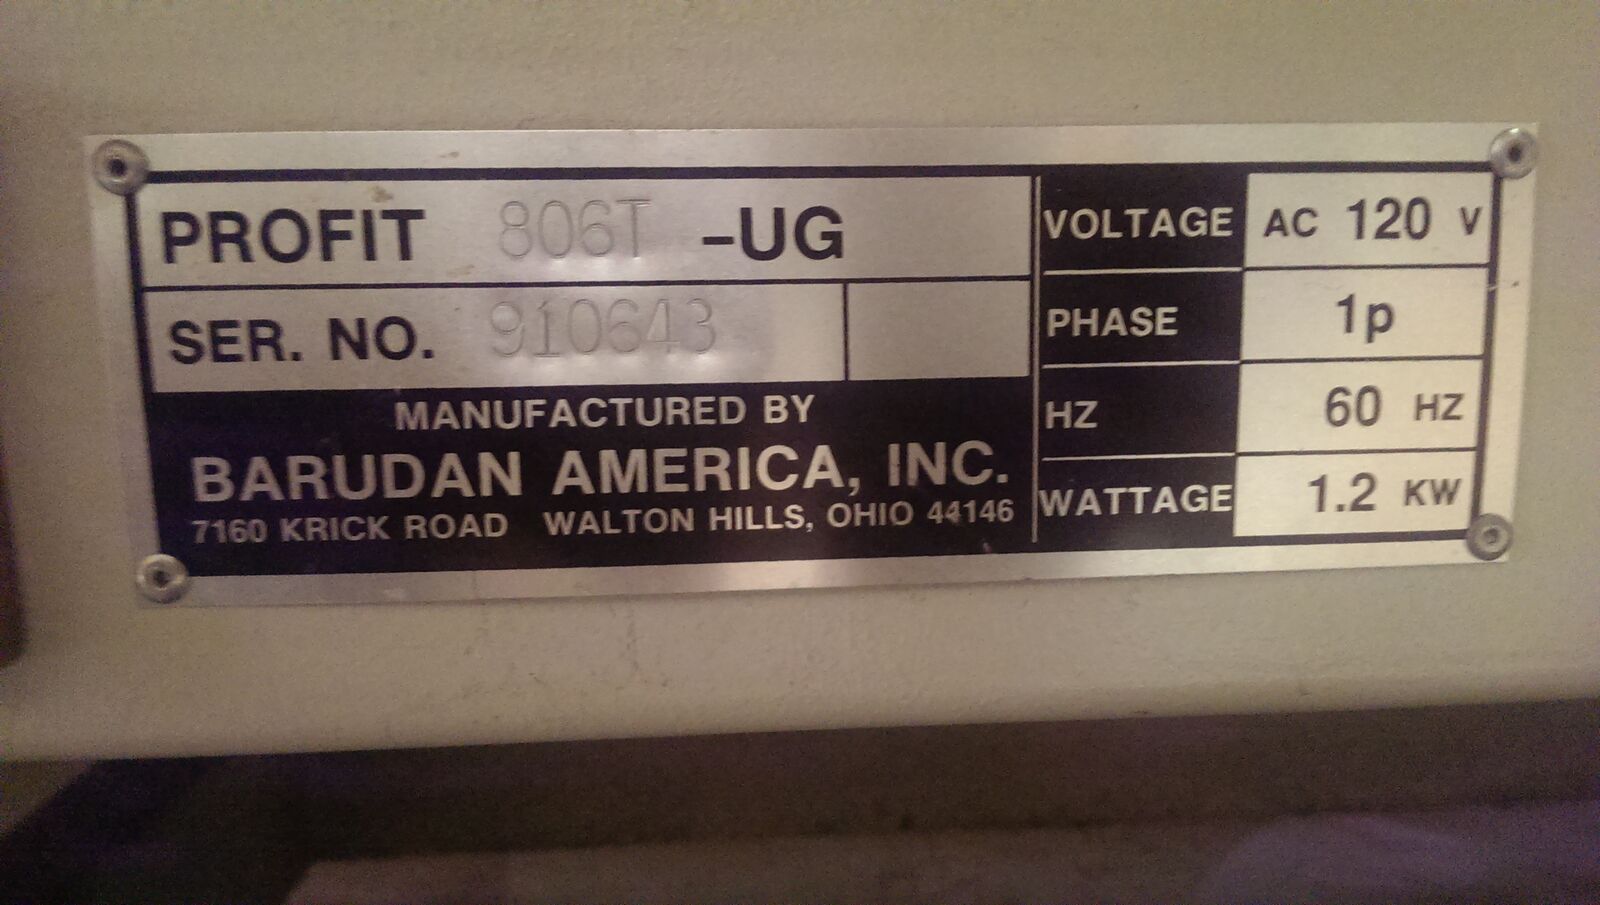 PROFIT 806T -UG
SER. NO. 910643
MANUFACTURED BY
BARUDAN AMERICA, INC.
7160 KRICK ROAD WALTON HILLS, OHIO 44146
VOLTAGE AC 120 V
PHASE 1p
HZ 60 HZ
WATTAGE 1.2 KW